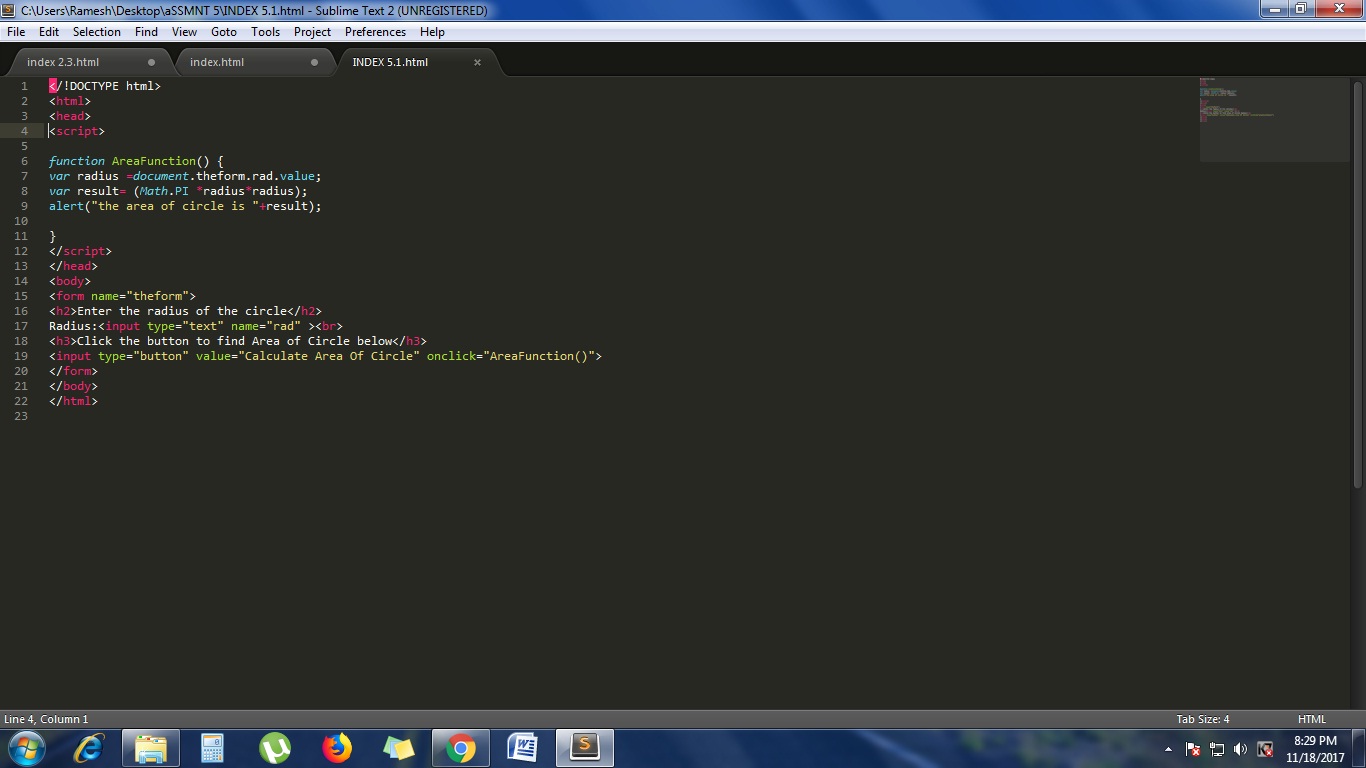 C:\Users\Ramesh\Desktop\aSSMNT 5\INDEX 5.1.html - Sublime Text 2 (UNREGISTERED)
File Edit Selection Find View Goto Tools Project Preferences Help
index 2.3.html index.html INDEX 5.1.html
1 </!DOCTYPE html>
2 <html>
3 <head>
4 <script>
5
6 function AreaFunction() {
7 var radius =document.theform.rad.value;
8 var result= (Math.PI *radius*radius);
9 alert("the area of circle is "+result);
10
11 }
12 </script>
13 </head>
14 <body>
15 <form name="theform">
16 <h2>Enter the radius of the circle</h2>
17 Radius:<input type="text" name="rad" ><br>
18 <h3>Click the button to find Area of Circle below</h3>
19 <input type="button" value="Calculate Area Of Circle" onclick="AreaFunction()">
20 </form>
21 </body>
22 </html>
23
Line 4, Column 1 Tab Size: 4 HTML
8:29 PM
11/18/2017